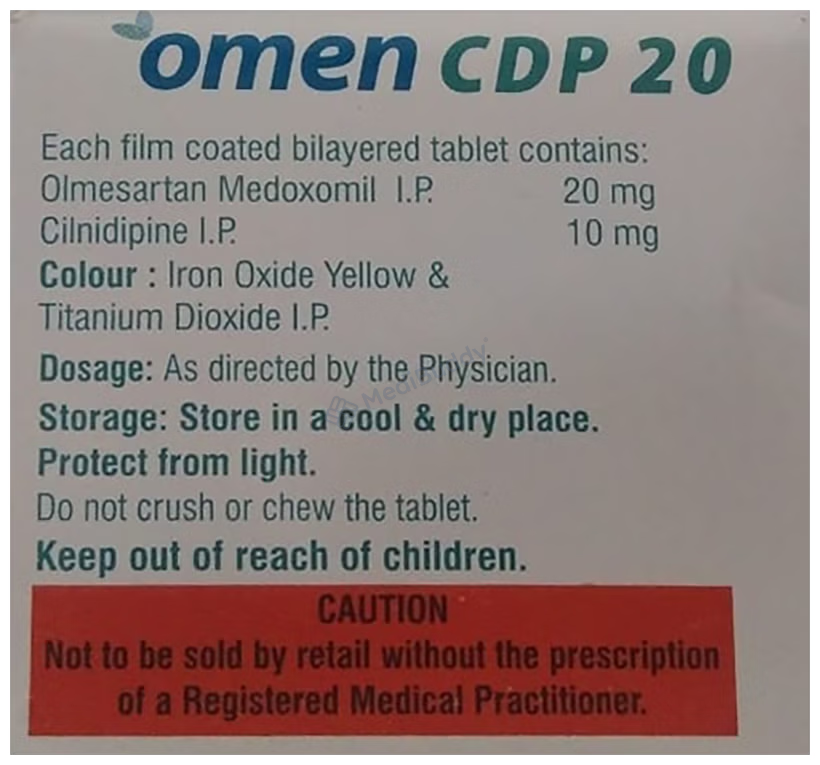 omen CDP 20
Each film coated bilayered tablet contains:
Olmesartan Medoxomil I.P. 20 mg
Cilnidipine I.P. 10 mg
Colour : Iron Oxide Yellow &
Titanium Dioxide I.P.
Dosage: As directed by the Physician.
MediBuddy
Storage: Store in a cool & dry place.
Protect from light.
Do not crush or chew the tablet.
Keep out of reach of children.
CAUTION
Not to be sold by retail without the prescription
of a Registered Medical Practitioner.